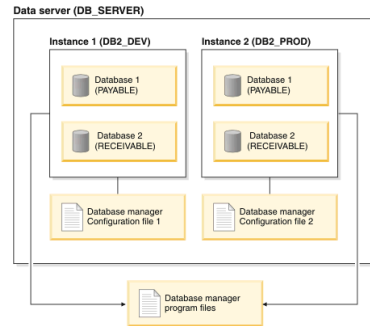 Data server (DB_SERVER)
Instance 1 (DB2_DEV)
Database 1
(PAYABLE)
Database 2
(RECEIVABLE)
Database manager
Configuration file 1
Instance 2 (DB2_PROD)
Database 1
(PAYABLE)
Database 2
(RECEIVABLE)
Database manager
Configuration file 2
Database manager
program files